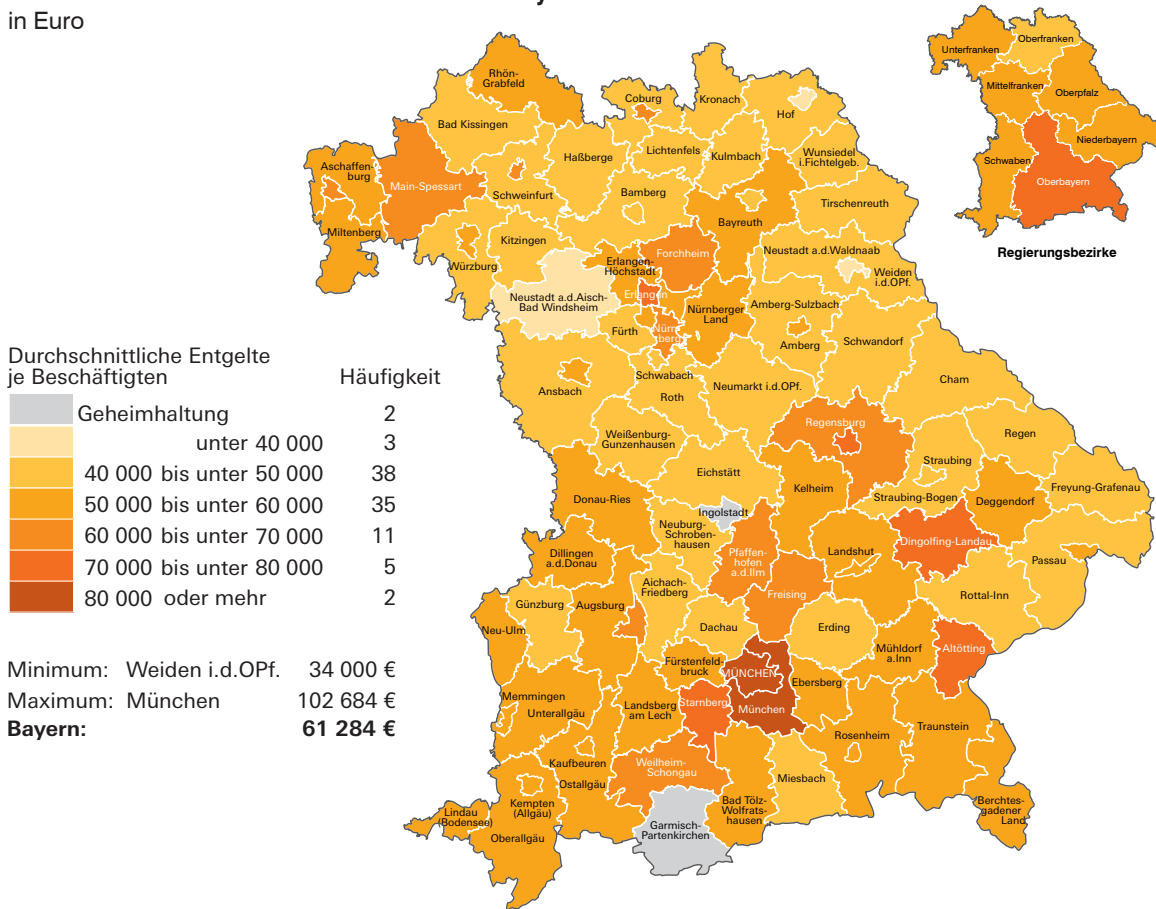 in Euro
Unterfranken
Oberfranken
Mittelfranken
Oberpfalz
Niederbayern
Schwaben
Oberbayern
Regierungsbezirke
Rhön-
Grabfeld
Coburg
Kronach
Hof
Bad Kissingen
Lichtenfels
Kulmbach
Wunsiedel
i.Fichtelgeb.
Haßberge
Aschaffen-
burg
Main-Spessart
Schweinfurt
Bamberg
Tirschenreuth
Bayreuth
Miltenberg
Kitzingen
Würzburg
Erlangen-
Höchstadt
Forchheim
Neustadt a.d.Waldnaab
Weiden
i.d.OPf.
Neustadt a.d.Aisch-
Bad Windsheim
Erlangen
Nürnberger
Land
Amberg-Sulzbach
Fürth
Nürn-
berg
Amberg
Schwandorf
Ansbach
Schwabach
Roth
Neumarkt i.d.OPf.
Cham
Weißenburg-
Gunzenhausen
Regensburg
Regen
Eichstätt
Straubing
Kelheim
Straubing-Bogen
Deggendorf
Freyung-Grafenau
Donau-Ries
Ingolstadt
Neuburg-
Schroben-
hausen
Pfaffen-
hofen
a.d.Ilm
Landshut
Dingolfing-Landau
Passau
Dillingen
a.d.Donau
Aichach-
Friedberg
Freising
Rottal-Inn
Günzburg
Augsburg
Dachau
Erding
Neu-Ulm
Mühldorf
a.Inn
Altötting
Fürstenfeld-
bruck
MÜNCHEN
Ebersberg
München
Starnberg
Landsberg
am Lech
Memmingen
Unterallgäu
Traunstein
Rosenheim
Kaufbeuren
Weilheim-
Schongau
Miesbach
Ostallgäu
Kempten
(Allgäu)
Bad Tölz-
Wolfrats-
hausen
Berchtes-
gadener
Land
Lindau
(Bodensee)
Oberallgäu
Garmisch-
Partenkirchen
Durchschnittliche Entgelte
je Beschäftigten Häufigkeit
Geheimhaltung 2
unter 40 000 3
40 000 bis unter 50 000 38
50 000 bis unter 60 000 35
60 000 bis unter 70 000 11
70 000 bis unter 80 000 5
80 000 oder mehr 2
Minimum: Weiden i.d.OPf. 34 000 €
Maximum: München 102 684 €
Bayern: 61 284 €